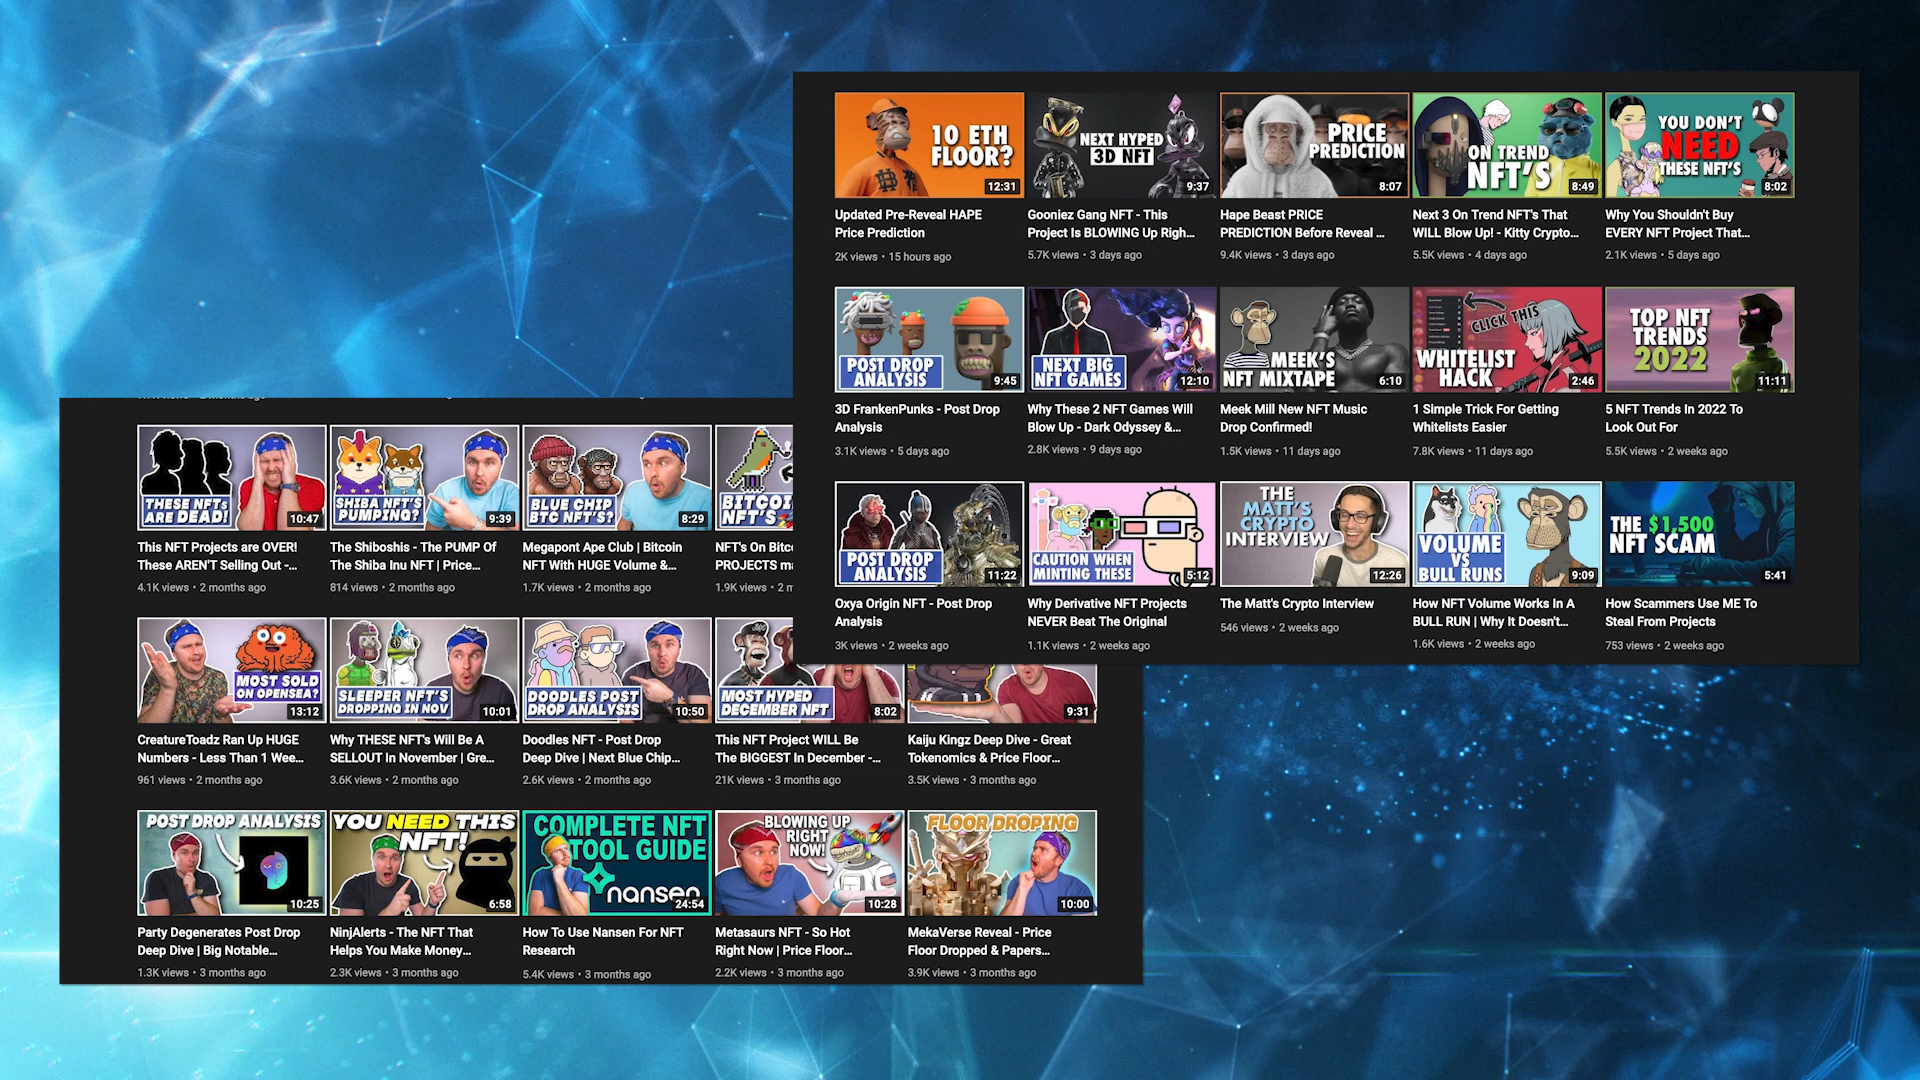 10 ETH
FLOOR?
12:31
NEXT HYPED
3D NFT
9:37
PRICE
PREDICTION
8:07
ON TREND
NFT'S
8:49
YOU DON'T
NEED
THESE NFT'S
8:02
Updated Pre-Reveal HAPE
Price Prediction
2K views • 15 hours ago
Gooniez Gang NFT - This
Project Is BLOWING Up Righ...
5.7K views • 3 days ago
Hape Beast PRICE
PREDICTION Before Reveal ...
9.4K views • 3 days ago
Next 3 On Trend NFT's That
WILL Blow Up! - Kitty Crypto...
5.5K views • 4 days ago
Why You Shouldn't Buy
EVERY NFT Project That...
2.1K views • 5 days ago
POST DROP
ANALYSIS
9:45
NEXT BIG
NFT GAMES
12:10
MEEK'S
NFT MIXTAPE
6:10
CLICK THIS
WHITELIST
HACK
2:46
TOP NFT
TRENDS
2022
11:11
3D FrankenPunks - Post Drop
Analysis
3.1K views • 5 days ago
Why These 2 NFT Games Will
Blow Up - Dark Odyssey &...
2.8K views • 9 days ago
Meek Mill New NFT Music
Drop Confirmed!
1.5K views • 11 days ago
1 Simple Trick For Getting
Whitelists Easier
7.8K views • 11 days ago
5 NFT Trends In 2022 To
Look Out For
5.5K views • 2 weeks ago
POST DROP
ANALYSIS
11:22
CAUTION WHEN
MINTING THESE
5:12
THE
MATT'S
CRYPTO
INTERVIEW
12:26
VOLUME
VS
BULL RUNS
9:09
THE $1,500
NFT SCAM
5:41
Oxya Origin NFT - Post Drop
Analysis
3K views • 2 weeks ago
Why Derivative NFT Projects
NEVER Beat The Original
1.1K views • 2 weeks ago
The Matt's Crypto Interview
546 views • 2 weeks ago
How NFT Volume Works In A
BULL RUN | Why It Doesn't...
1.6K views • 2 weeks ago
How Scammers Use ME To
Steal From Projects
753 views • 2 weeks ago
THESE NFTs
ARE DEAD!
10:47
SHIBA NFT'S
PUMPING?
9:39
BLUE CHIP
BTC NFT'S?
8:29
BITCOI
NFT'S
This NFT Projects are OVER!
These AREN'T Selling Out -...
4.1K views • 2 months ago
The Shiboshis - The PUMP Of
The Shiba Inu NFT | Price...
814 views • 2 months ago
Megapont Ape Club | Bitcoin
NFT With HUGE Volume &...
1.7K views • 2 months ago
NFT's On Bitc
PROJECTS m
1.9K views • 2 m
MOST SOLD
ON OPENSEA?
13:12
SLEEPER NFT'S
DROPPING IN NOV
10:01
DOODLES POST
DROP ANALYSIS
10:50
MOST HYPED
DECEMBER NFT
8:02
9:31
CreatureToadz Ran Up HUGE
Numbers - Less Than 1 Wee...
961 views • 2 months ago
Why THESE NFT's Will Be A
SELLOUT In November | Gre...
3.6K views • 2 months ago
Doodles NFT - Post Drop
Deep Dive | Next Blue Chip...
2.6K views • 2 months ago
This NFT Project WILL Be
The BIGGEST In December -...
21K views • 3 months ago
Kaiju Kingz Deep Dive - Great
Tokenomics & Price Floor...
3.5K views • 3 months ago
POST DROP ANALYSIS
10:25
YOU NEED THIS
NFT!
6:58
COMPLETE NFT
TOOL GUIDE
nansen
24:54
BLOWING UP
RIGHT
NOW!
10:28
FLOOR DROPING
10:00
Party Degenerates Post Drop
Deep Dive | Big Notable...
1.3K views • 3 months ago
NinjAlerts - The NFT That
Helps You Make Money...
2.3K views • 3 months ago
How To Use Nansen For NFT
Research
5.4K views • 3 months ago
Metasaurs NFT - So Hot
Right Now | Price Floor...
2.2K views • 3 months ago
MekaVerse Reveal - Price
Floor Dropped & Papers...
3.9K views • 3 months ago